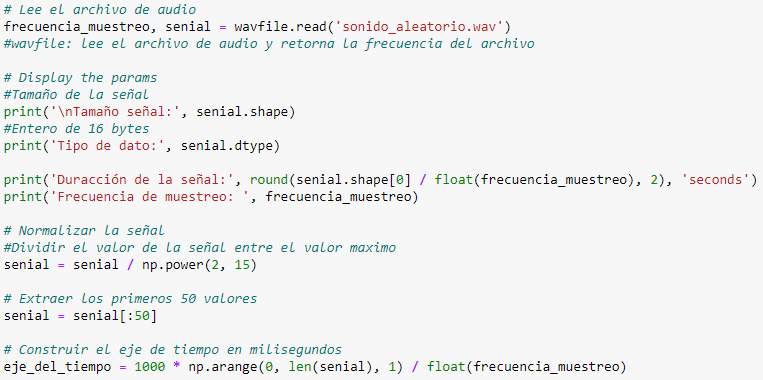 # Lee el archivo de audio
frecuencia_muestreo, senial = wavfile.read('sonido_aleatorio.wav')
#wavfile: lee el archivo de audio y retorna la frecuencia del archivo
# Display the params
#Tamaño de la señal
print('\nTamaño señal:', senial.shape)
#Entero de 16 bytes
print('Tipo de dato:', senial.dtype)
print('Duracción de la señal:', round(senial.shape[0] / float(frecuencia_muestreo), 2), 'seconds')
print('Frecuencia de muestreo: ', frecuencia_muestreo)
# Normalizar la señal
#Dividir el valor de la señal entre el valor maximo
senial = senial / np.power(2, 15)
# Extraer los primeros 50 valores
senial = senial[:50]
# Construir el eje de tiempo en milisegundos
eje_del_tiempo = 1000 * np.arange(0, len(senial), 1) / float(frecuencia_muestreo)